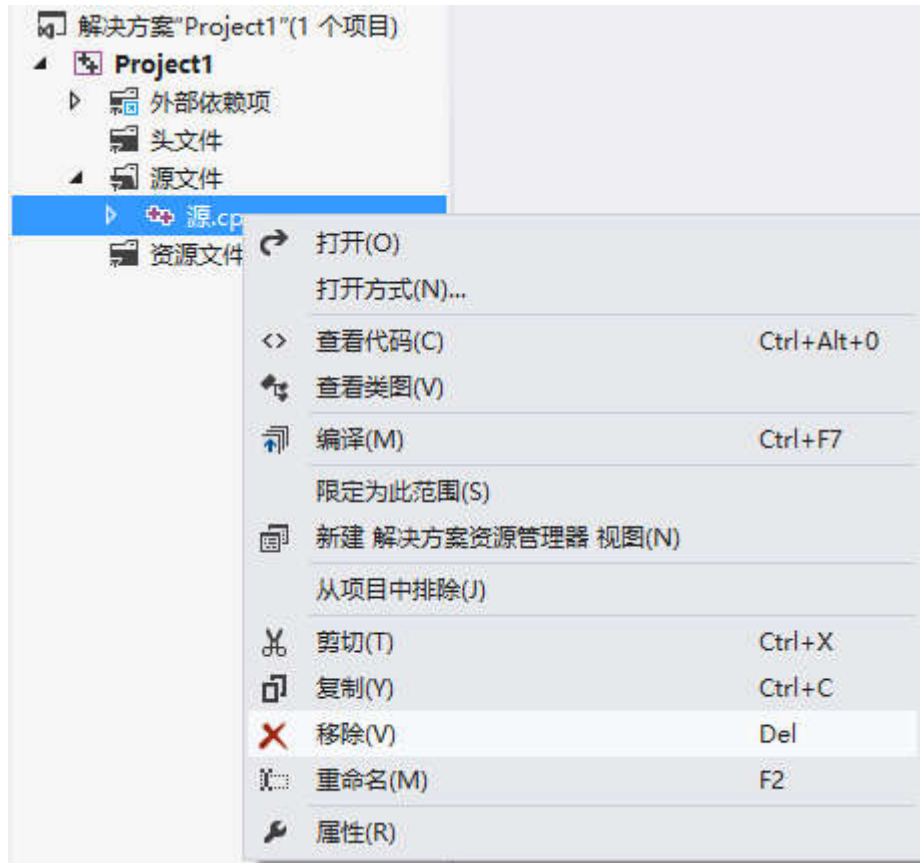 解决方案"Project1"(1 个项目)
Project1
外部依赖项
头文件
源文件
源.cp
资源文件
打开(O)
打开方式(N)...
查看代码(C) Ctrl+Alt+0
查看类图(V)
编译(M) Ctrl+F7
限定为此范围(S)
新建 解决方案资源管理器 视图(N)
从项目中排除(J)
剪切(T) Ctrl+X
复制(Y) Ctrl+C
移除(V) Del
重命名(M) F2
属性(R)